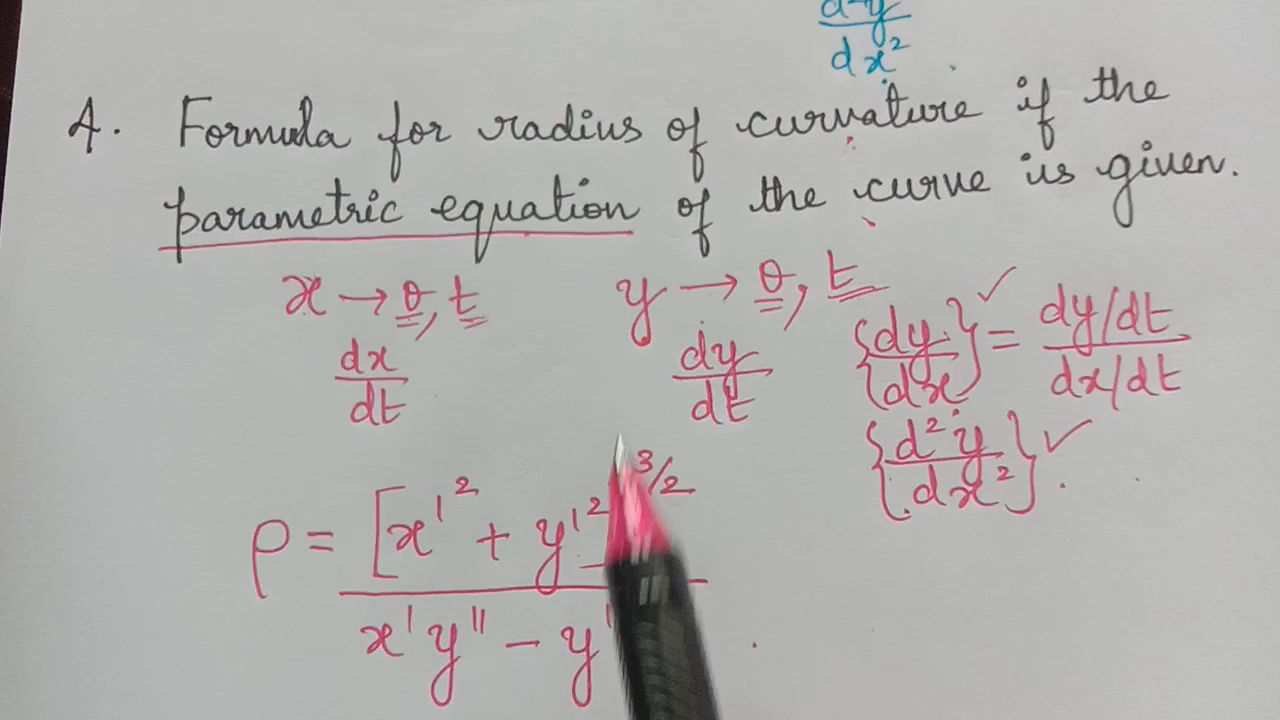 d²y
dx²
4. Formula for radius of curvature if the
parametric equation of the curve is given.
x → θ, t y → θ, t
dx/dt dy/dt {dy/dx} ✓ = dy/dt / dx/dt
{d²y/dx²} ✓.
ρ = [x'² + y'² 3/2
x'y'' - y'